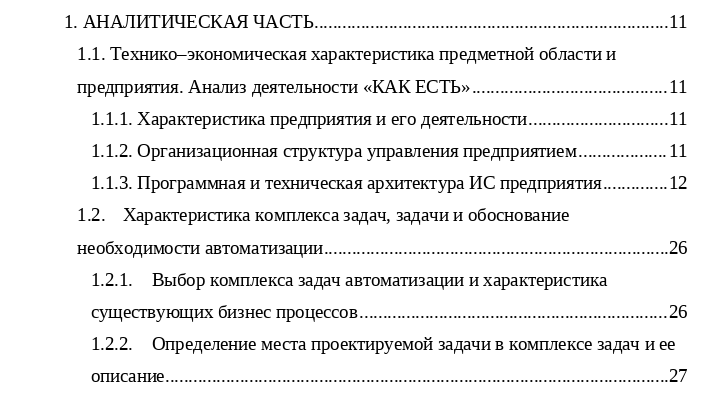 1. АНАЛИТИЧЕСКАЯ ЧАСТЬ............................................................................11
1.1. Технико–экономическая характеристика предметной области и
предприятия. Анализ деятельности «КАК ЕСТЬ»..........................................11
1.1.1. Характеристика предприятия и его деятельности..............................11
1.1.2. Организационная структура управления предприятием...................11
1.1.3. Программная и техническая архитектура ИС предприятия..............12
1.2. Характеристика комплекса задач, задачи и обоснование
необходимости автоматизации..........................................................................26
1.2.1. Выбор комплекса задач автоматизации и характеристика
существующих бизнес процессов..................................................................26
1.2.2. Определение места проектируемой задачи в комплексе задач и ее
описание..............................................................................................................27